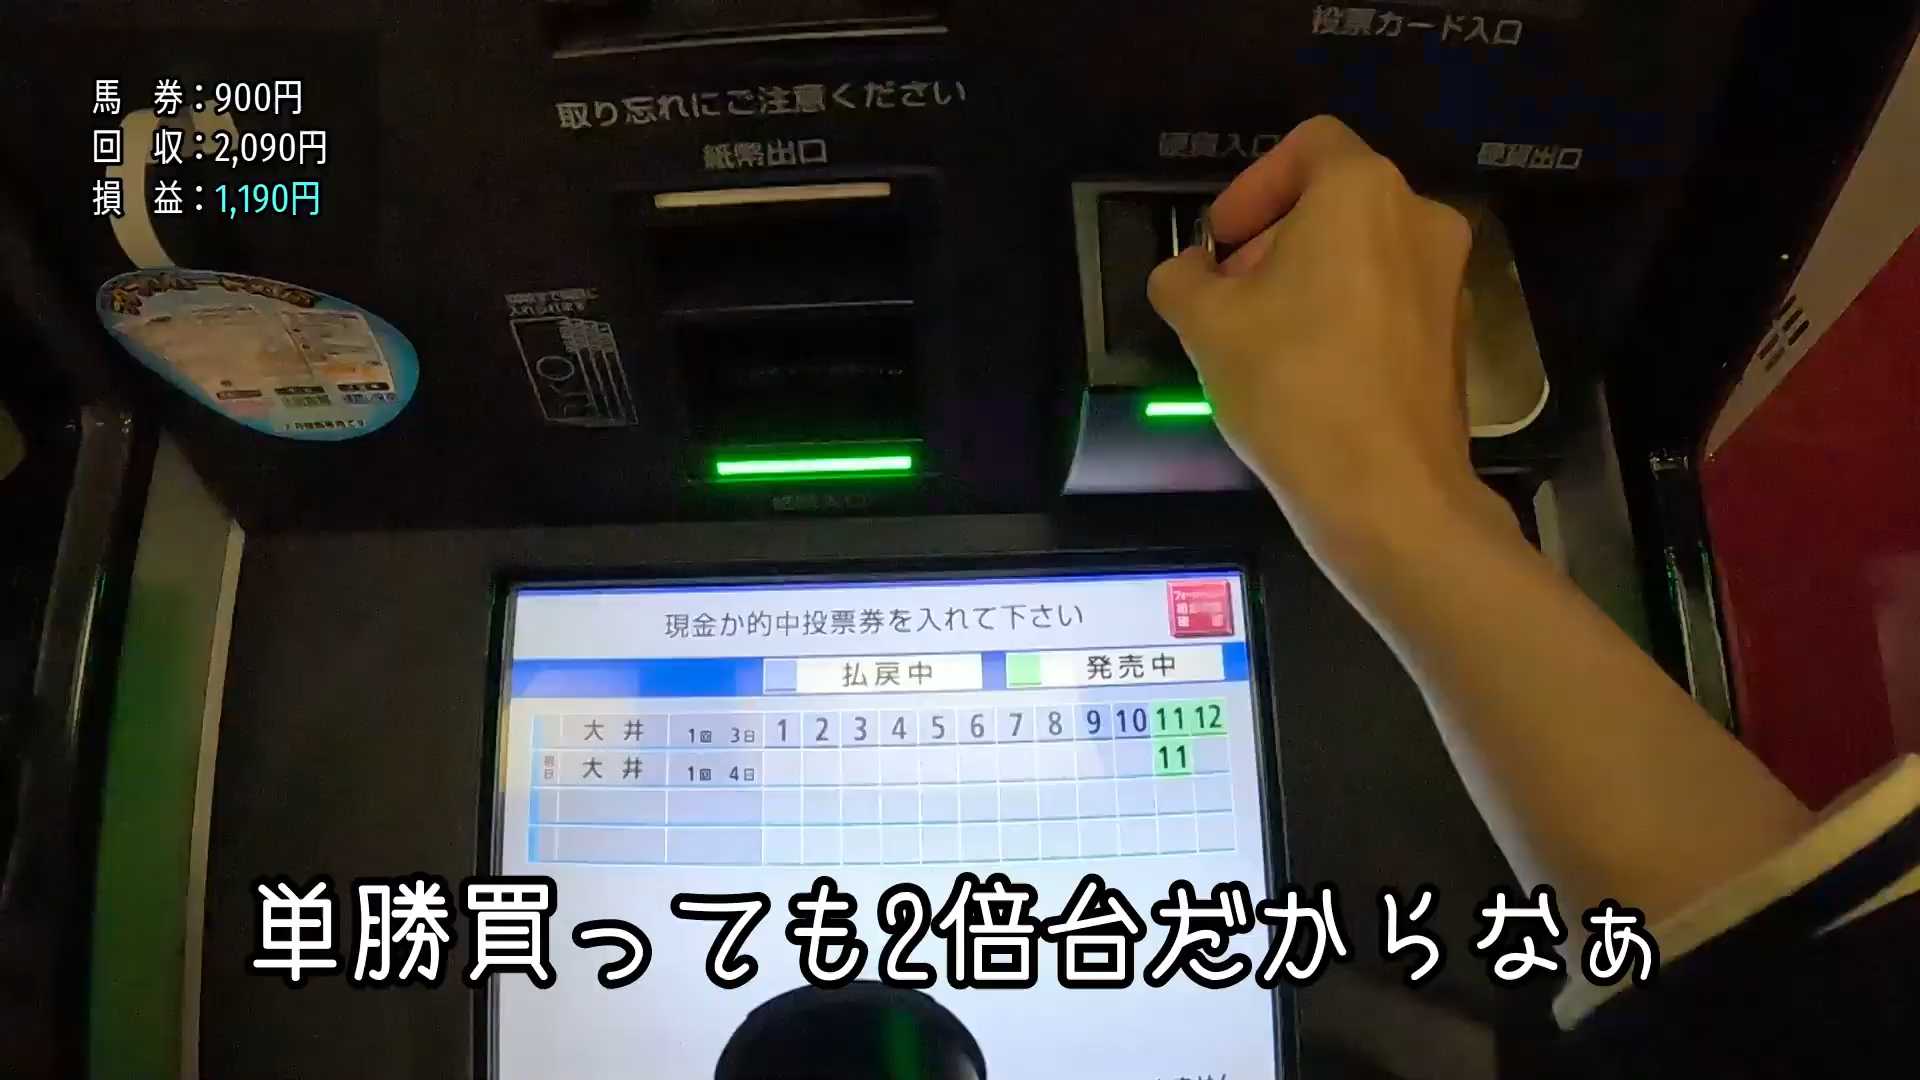 投票カード入口
馬 券：900円
回 収：2,090円
損 益：1,190円
取り忘れにご注意ください
紙幣出口
硬貨入口
硬貨出口
現金か的中投票券を入れて下さい
払戻中
発売中
大井 1回 3日 1 2 3 4 5 6 7 8 9 10 11 12
明日 大井 1回 4日 11
単勝買っても2倍台だからなぁ